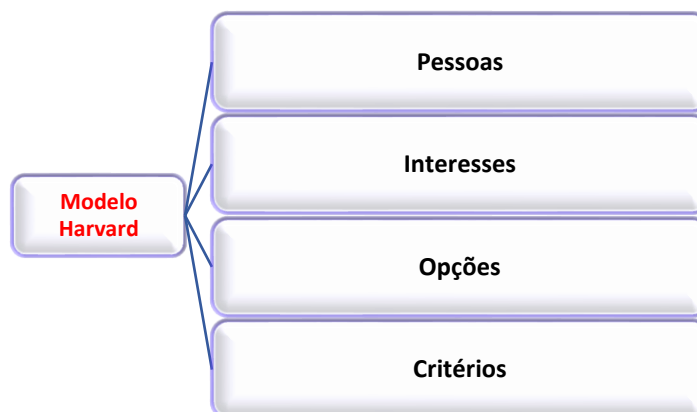 Pessoas
Interesses
Modelo
Harvard
Opções
Critérios